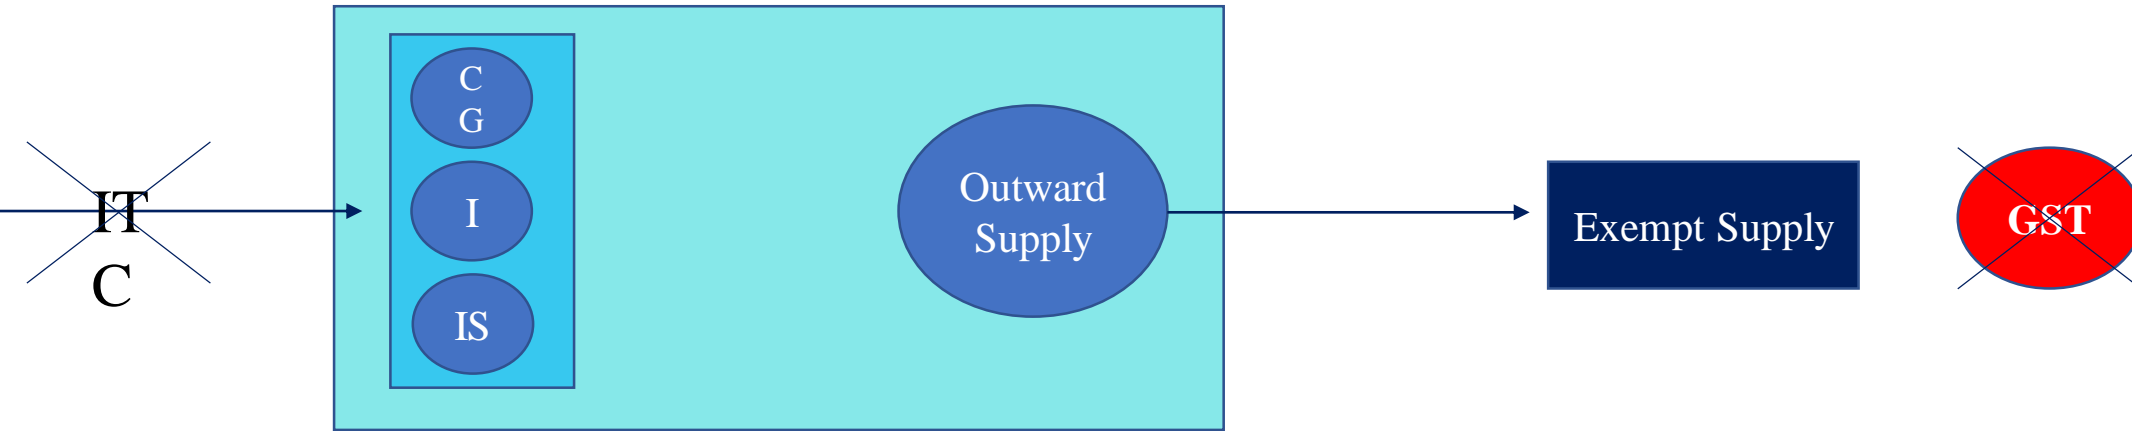 IT
C
C
G
I
IS
Outward
Supply
Exempt Supply
GST